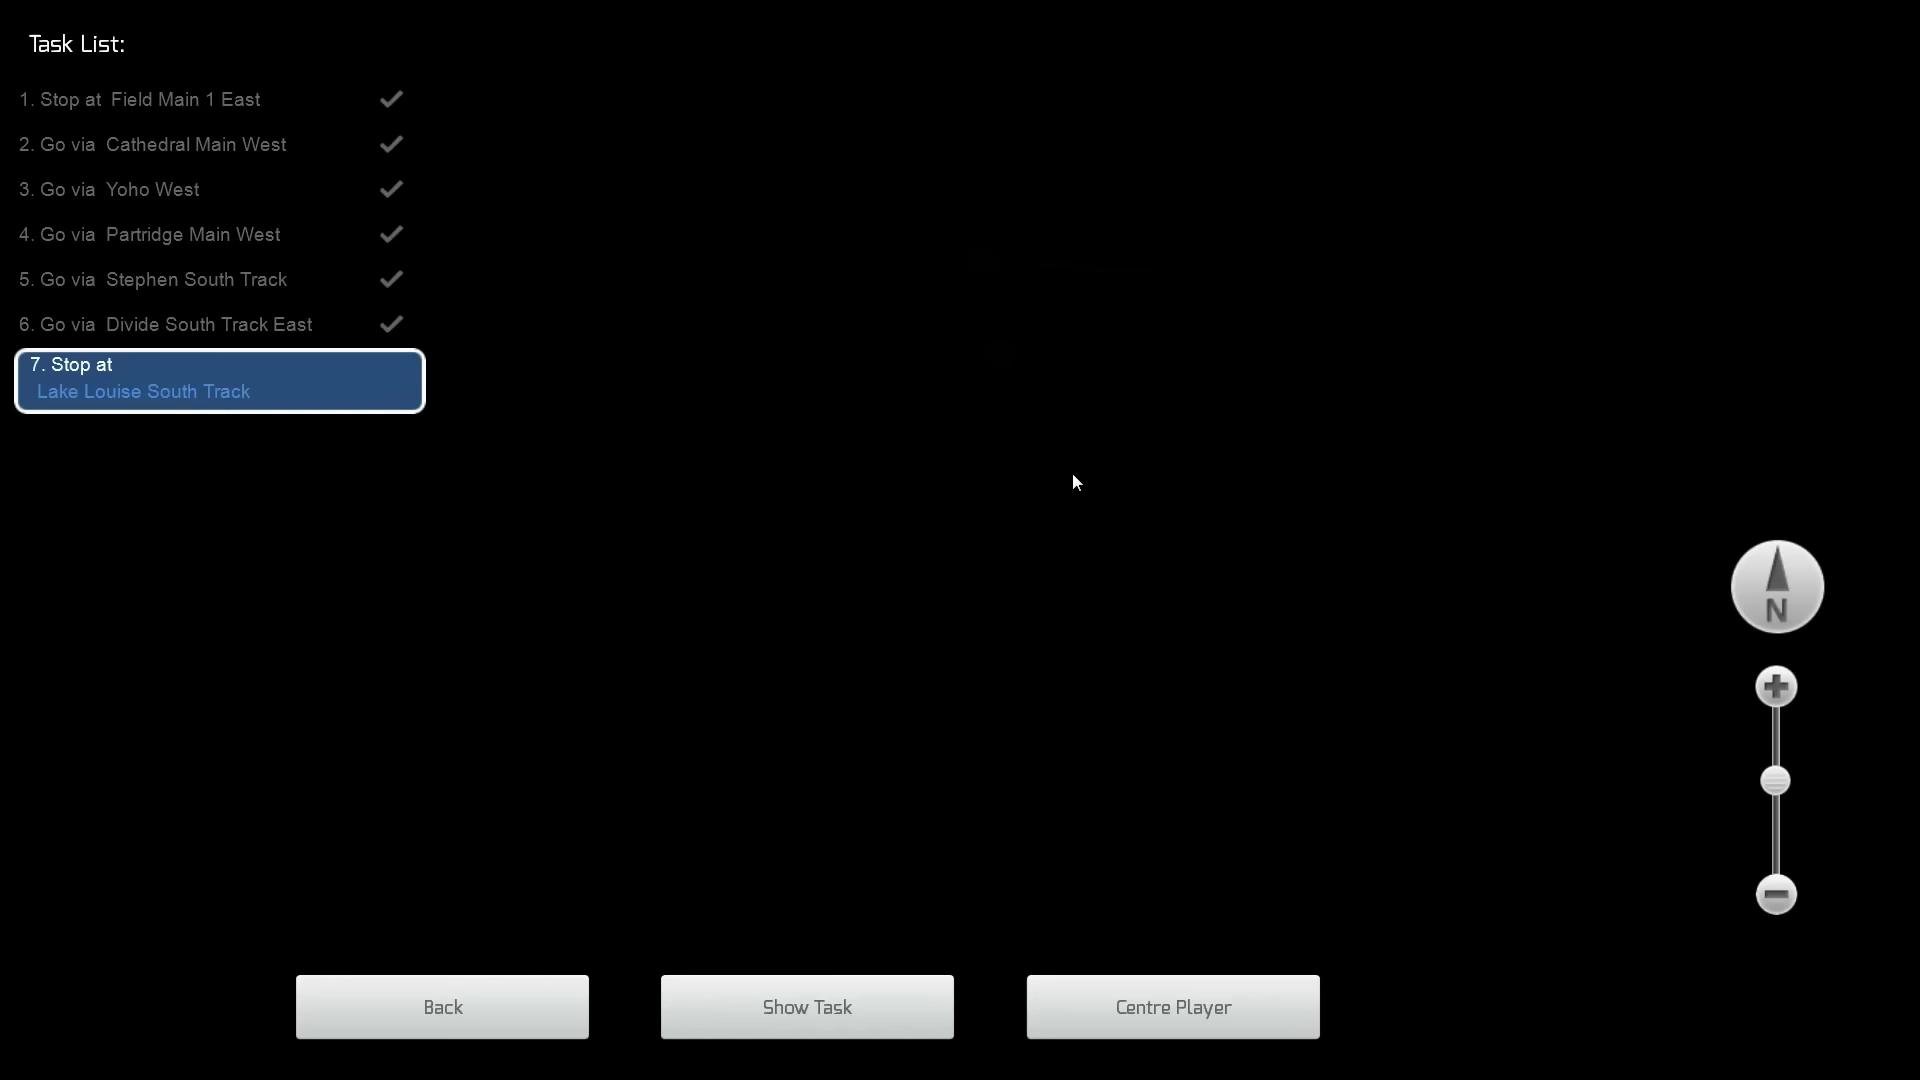 Task List:
1. Stop at Field Main 1 East
2. Go via Cathedral Main West
3. Go via Yoho West
4. Go via Partridge Main West
5. Go via Stephen South Track
6. Go via Divide South Track East
7. Stop at
Lake Louise South Track
N
Back
Show Task
Centre Player